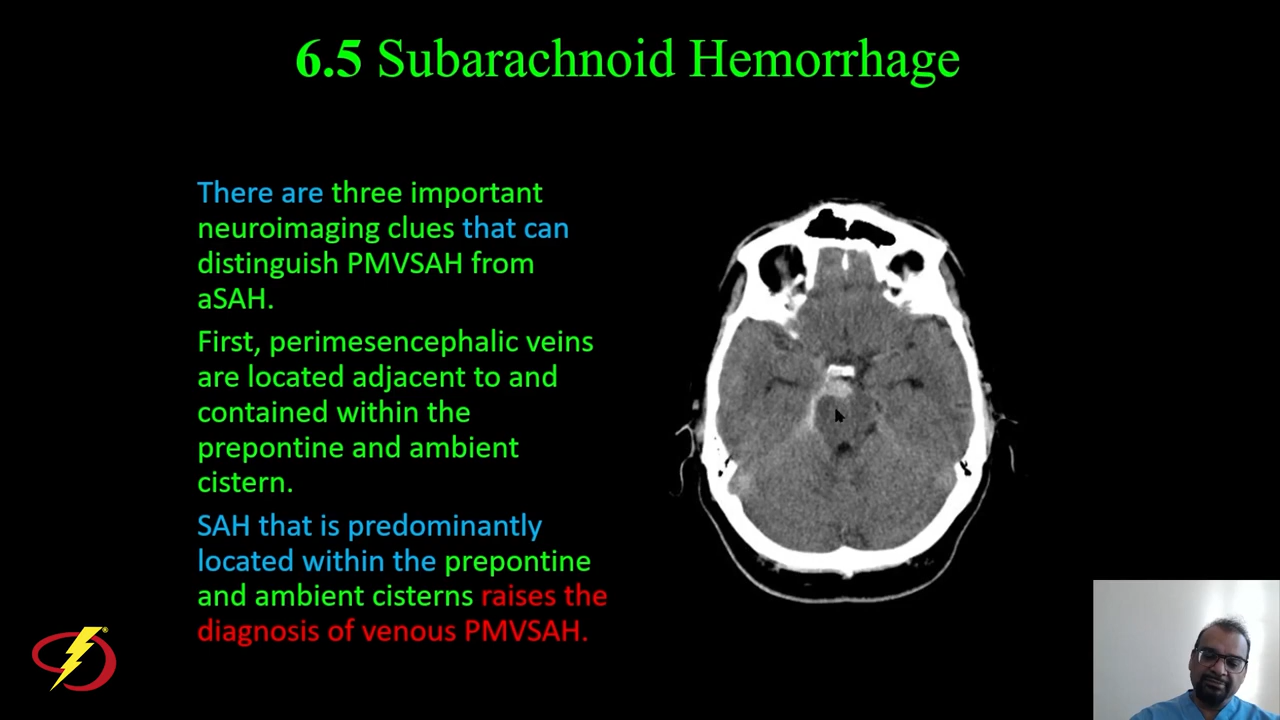 6.5 Subarachnoid Hemorrhage
There are three important
neuroimaging clues that can
distinguish PMVSAH from
aSAH.
First, perimesencephalic veins
are located adjacent to and
contained within the
prepontine and ambient
cistern.
SAH that is predominantly
located within the prepontine
and ambient cisterns raises the
diagnosis of venous PMVSAH.
®